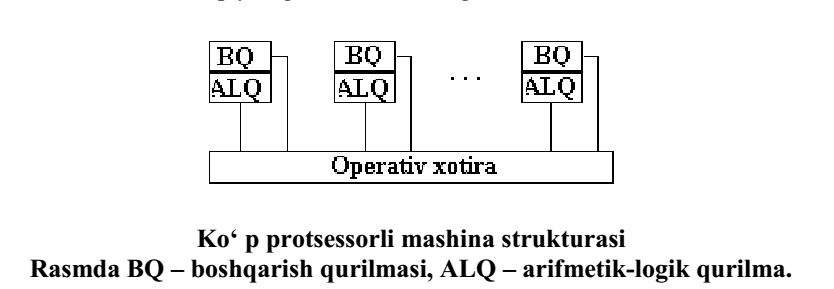 BQ BQ BQ
ALQ ALQ . . . ALQ
Operativ xotira
Ko‘ p protsessorli mashina strukturasi
Rasmda BQ – boshqarish qurilmasi, ALQ – arifmetik-logik qurilma.